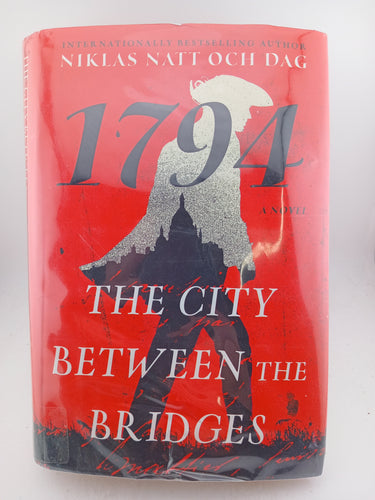 INTERNATIONALLY BESTSELLING AUTHOR
NIKLAS NATT OCH DAG
1794
A NOVEL
THE CITY
BETWEEN THE
BRIDGES